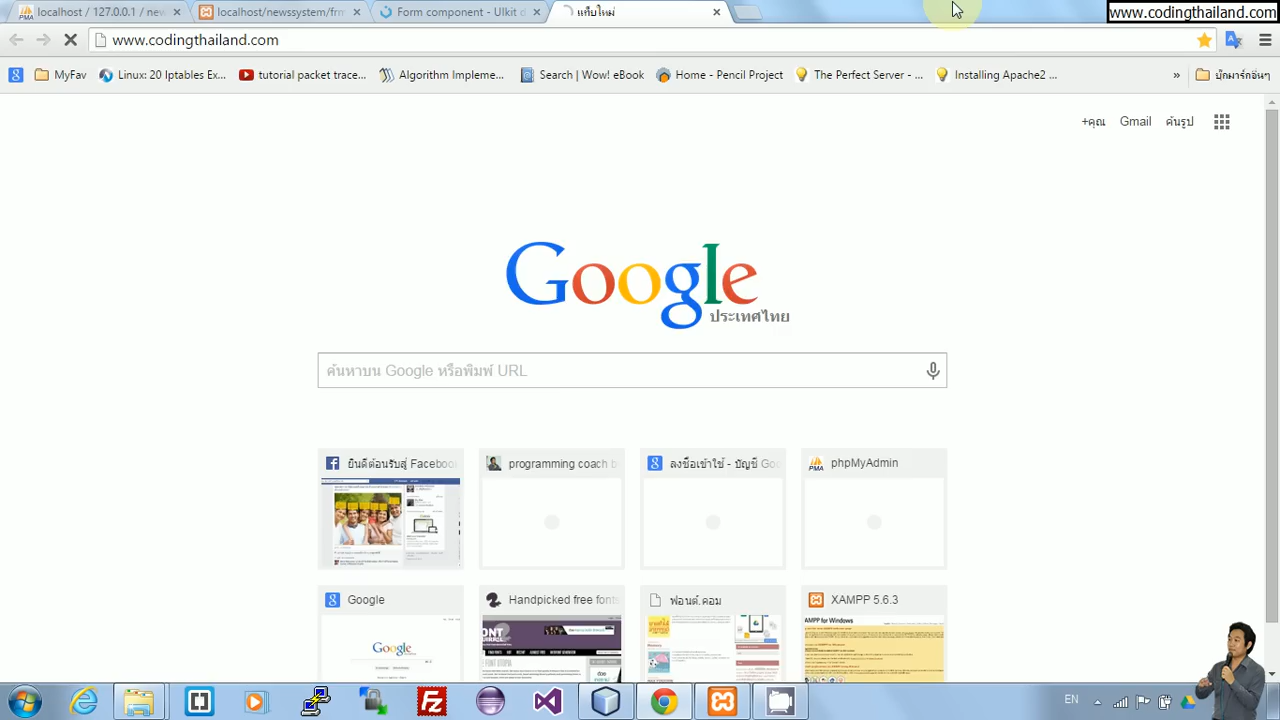 localhost / 127.0.0.1 / new
localhost/newssystem/frm
Form component - UIkit d
แท็บใหม่
www.codingthailand.com
www.codingthailand.com
MyFav
Linux: 20 Iptables Ex...
tutorial packet trace...
Algorithm Impleme...
Search | Wow! eBook
Home - Pencil Project
The Perfect Server - ...
Installing Apache2 ...
»
บุ๊กมาร์กอื่นๆ
+คุณ
Gmail
ค้นรูป
Google
ประเทศไทย
ค้นหาบน Google หรือพิมพ์ URL
ยินดีต้อนรับสู่ Facebook
programming coach b
ลงชื่อเข้าใช้ - บัญชี Goo
phpMyAdmin
Google
Handpicked free fonts
ฟอนต์.คอม
XAMPP 5.6.3
XAMPP for Windows
Google
EN